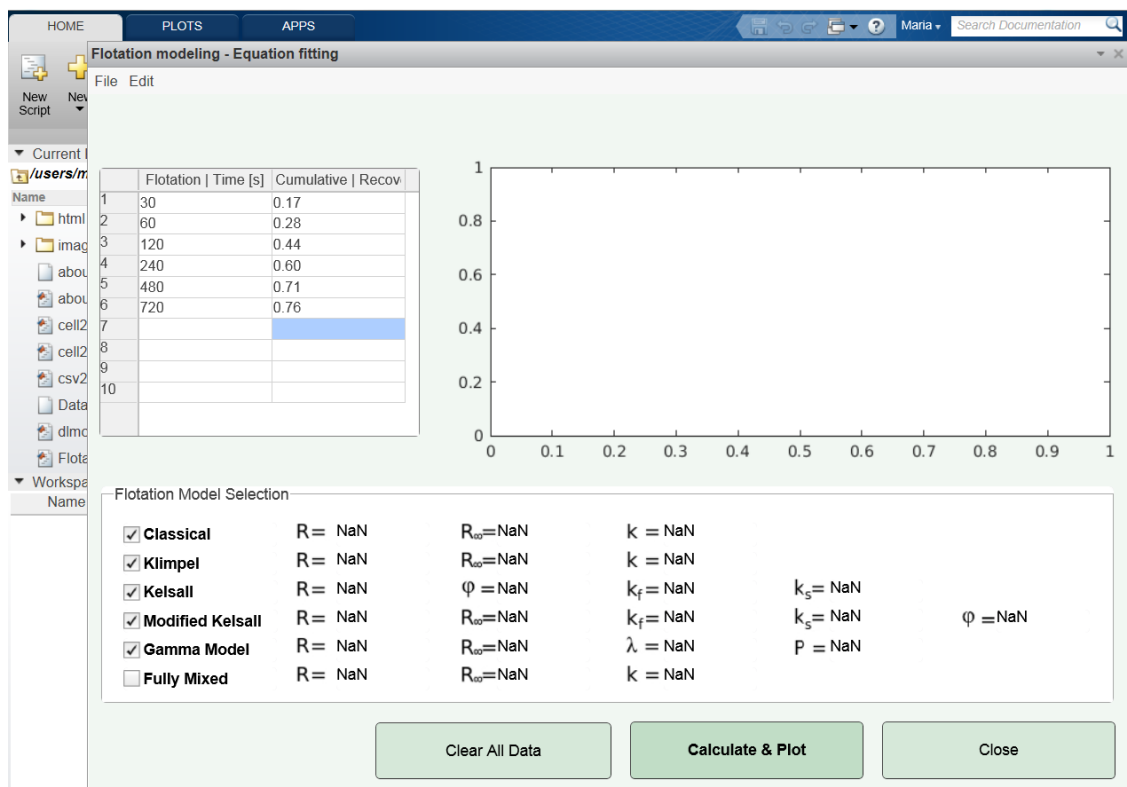 HOME PLOTS APPS Maria Search Documentation
Flotation modeling - Equation fitting
File Edit
New Script
New
Current
/users/m
Name
html
imag
abou
abou
cell2
cell2
csv2
Data
dlmc
Flota
Workspa
Name
Flotation | Time [s] Cumulative | Recov
1 30 0.17
2 60 0.28
3 120 0.44
4 240 0.60
5 480 0.71
6 720 0.76
7
8
9
10
1
0.8
0.6
0.4
0.2
0
0 0.1 0.2 0.3 0.4 0.5 0.6 0.7 0.8 0.9 1
Flotation Model Selection
Classical R= NaN R∞=NaN k = NaN
Klimpel R= NaN R∞=NaN k = NaN
Kelsall R= NaN φ =NaN kf= NaN ks= NaN
Modified Kelsall R= NaN R∞=NaN kf= NaN ks= NaN φ =NaN
Gamma Model R= NaN R∞=NaN λ = NaN P = NaN
Fully Mixed R= NaN R∞=NaN k = NaN
Clear All Data Calculate & Plot Close